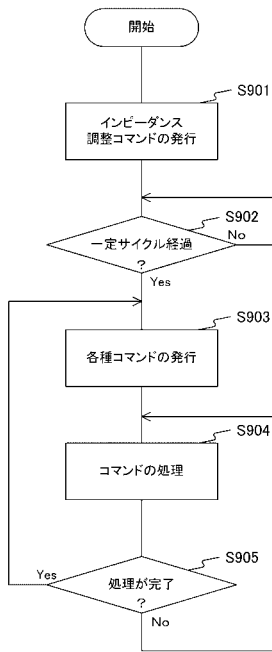 開始
S901
インピーダンス
調整コマンドの発行
S902
一定サイクル経過
?
No
Yes
S903
各種コマンドの発行
S904
コマンドの処理
S905
Yes
処理が完了
?
No